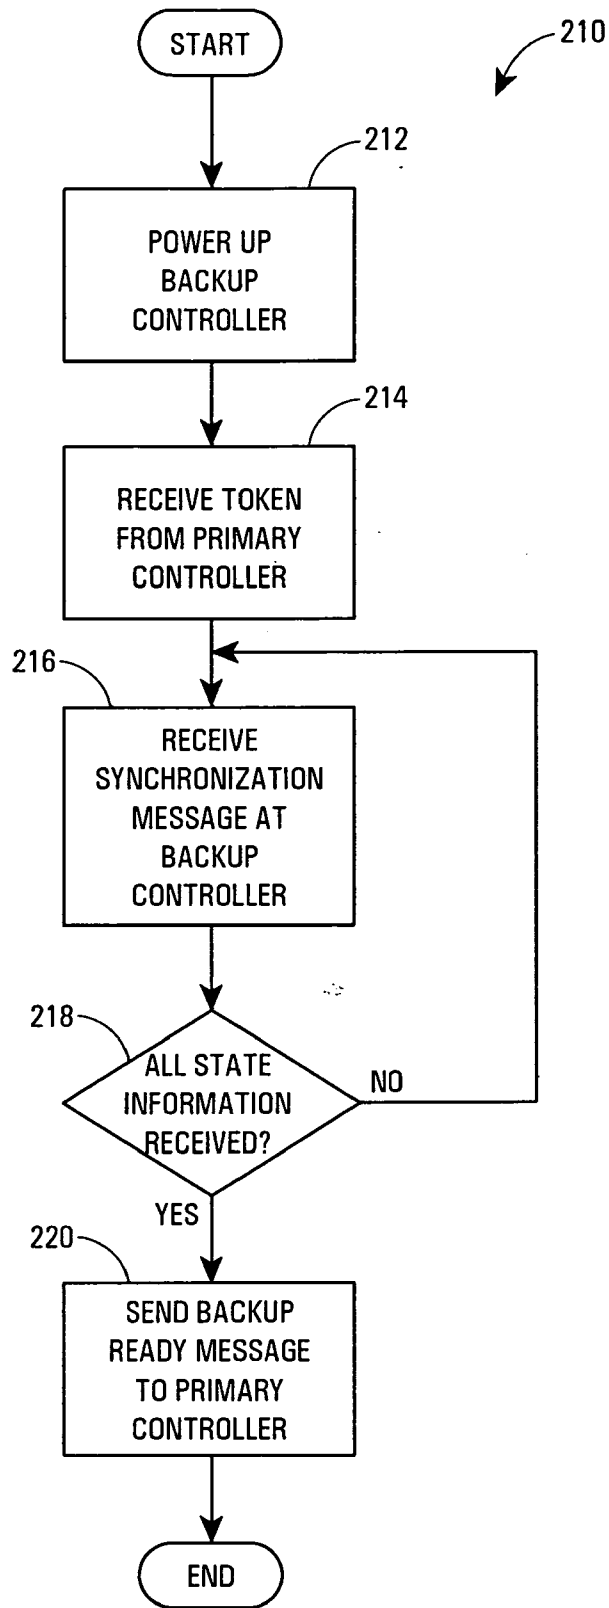 START
210
212
POWER UP
BACKUP
CONTROLLER
214
RECEIVE TOKEN
FROM PRIMARY
CONTROLLER
216
RECEIVE
SYNCHRONIZATION
MESSAGE AT
BACKUP
CONTROLLER
218
ALL STATE
INFORMATION
RECEIVED?
NO
YES
220
SEND BACKUP
READY MESSAGE
TO PRIMARY
CONTROLLER
END